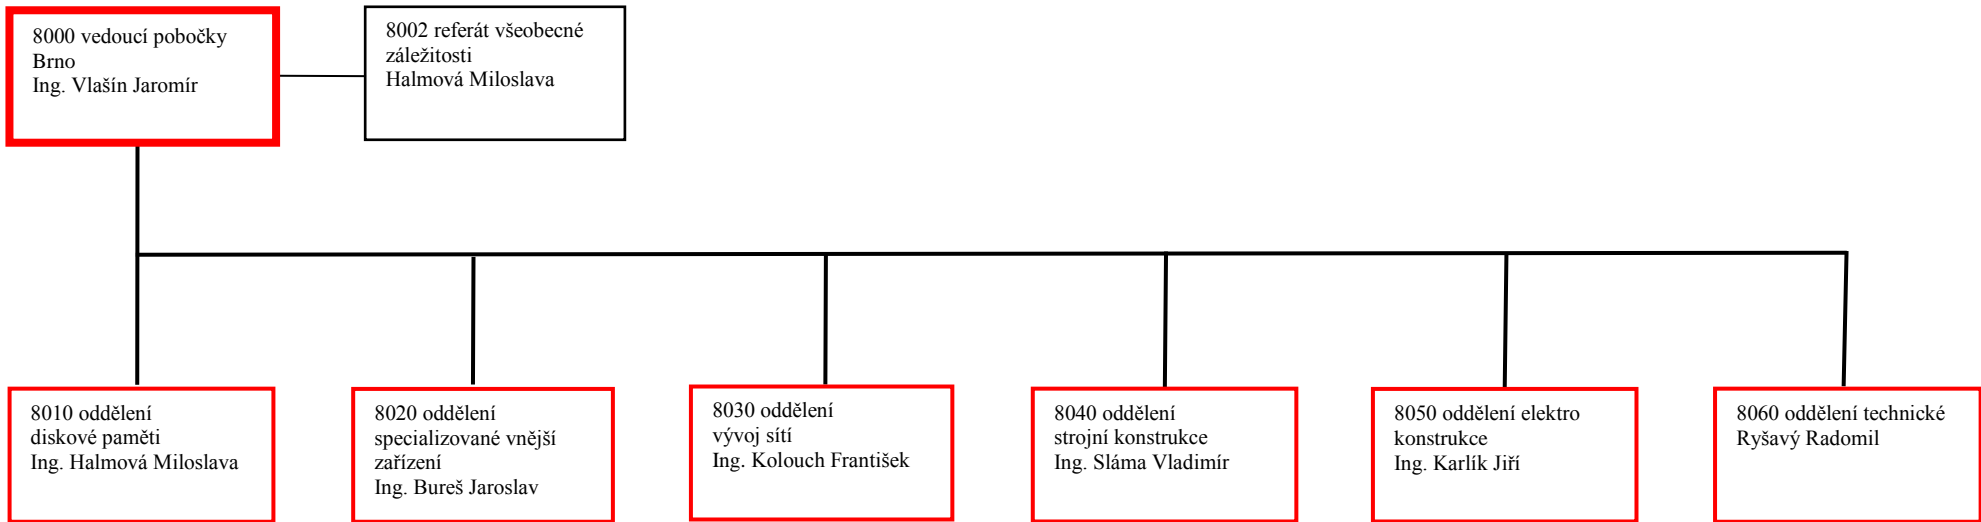 8000 vedoucí pobočky
Brno
Ing. Vlašín Jaromír
8002 referát všeobecné
záležitosti
Halmová Miloslava
8010 oddělení
diskové paměti
Ing. Halmová Miloslava
8020 oddělení
specializované vnější
zařízení
Ing. Bureš Jaroslav
8030 oddělení
vývoj sítí
Ing. Kolouch František
8040 oddělení
strojní konstrukce
Ing. Sláma Vladimír
8050 oddělení elektro
konstrukce
Ing. Karlík Jiří
8060 oddělení technické
Ryšavý Radomil